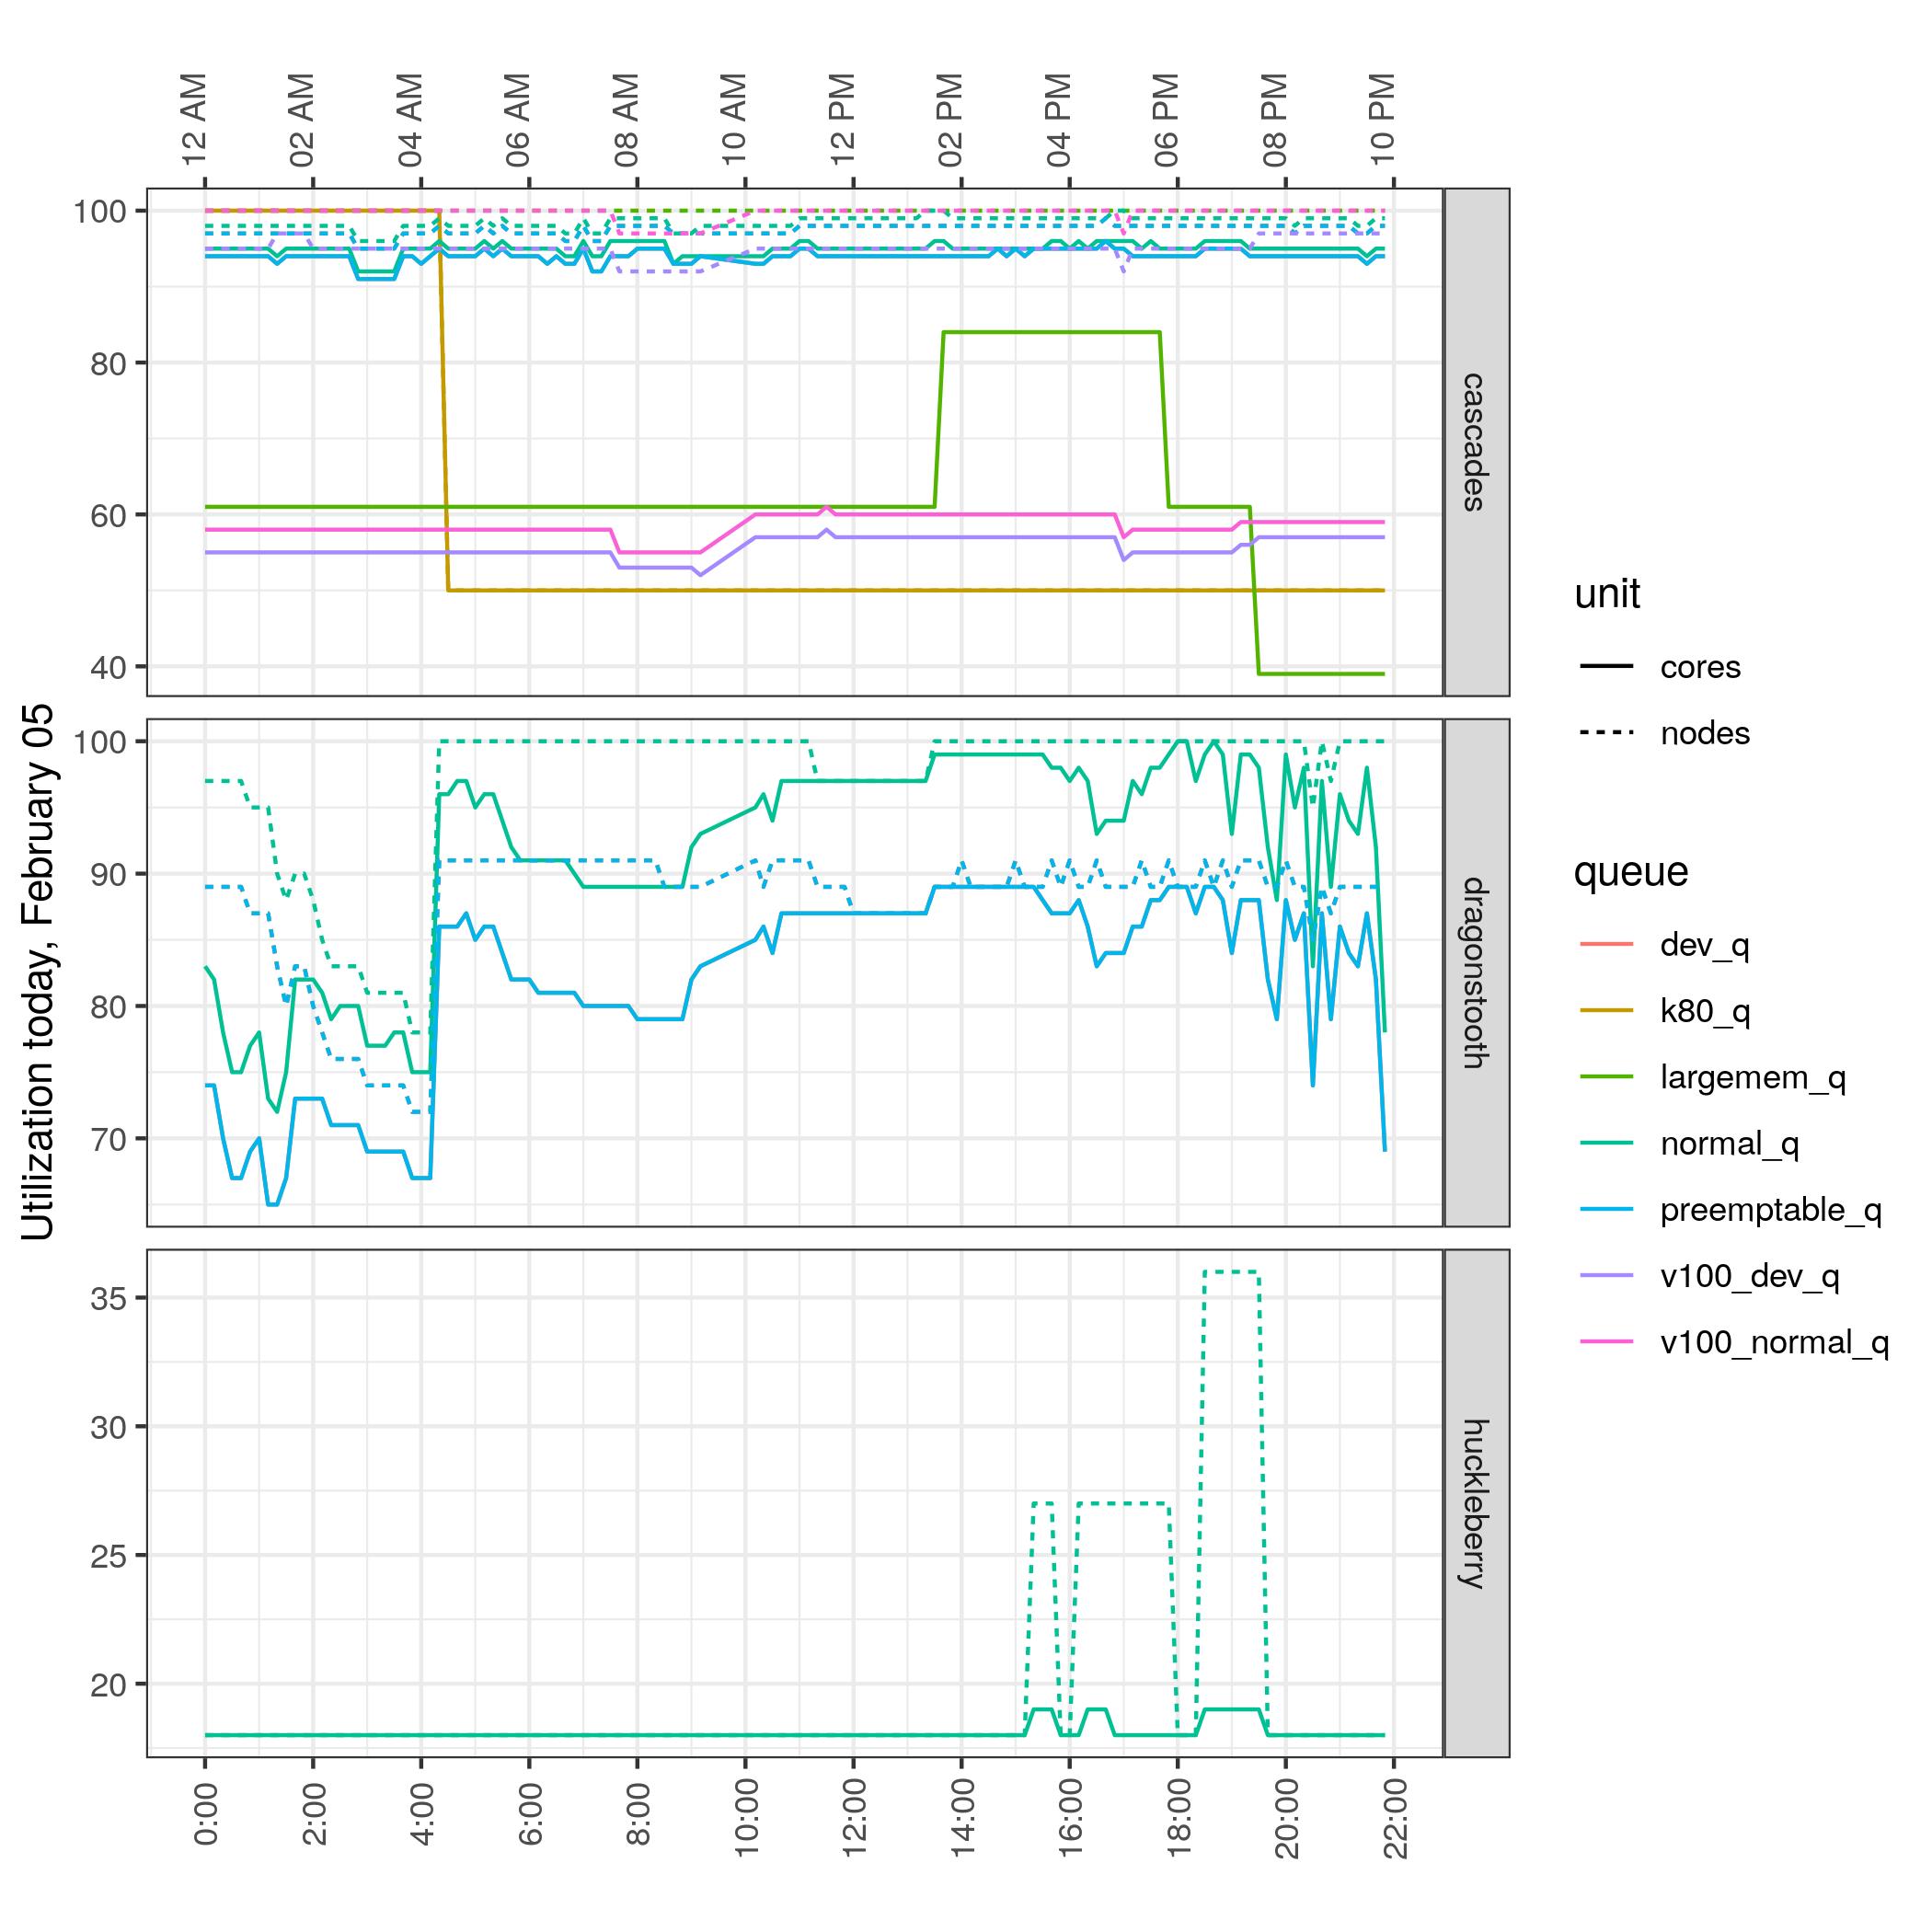 12 AM
02 AM
04 AM
06 AM
08 AM
10 AM
12 PM
02 PM
04 PM
06 PM
08 PM
10 PM
Utilization today, February 05
100
80
60
40
cascades
100
90
80
70
dragonstooth
35
30
25
20
huckleberry
0:00
2:00
4:00
6:00
8:00
10:00
12:00
14:00
16:00
18:00
20:00
22:00
unit
cores
nodes
queue
dev_q
k80_q
largemem_q
normal_q
preemptable_q
v100_dev_q
v100_normal_q